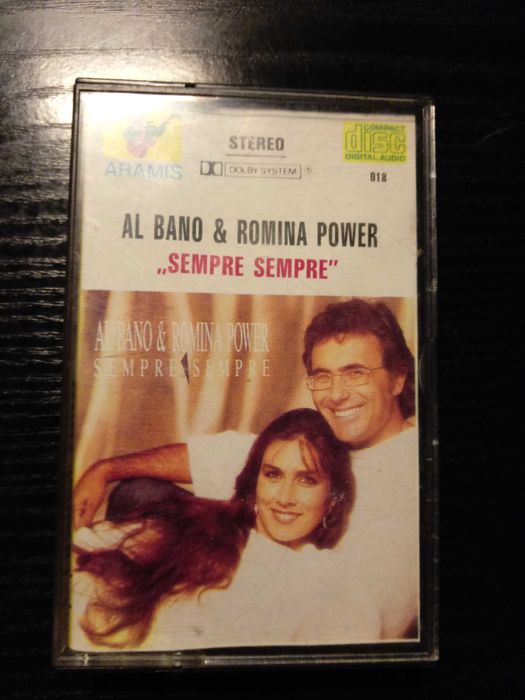 ARAMIS
STEREO
DOLBY SYSTEM ®
COMPACT
disc
DIGITAL AUDIO
018
AL BANO & ROMINA POWER
„SEMPRE SEMPRE”
AL BANO & ROMINA POWER
SEMPRE SEMPRE